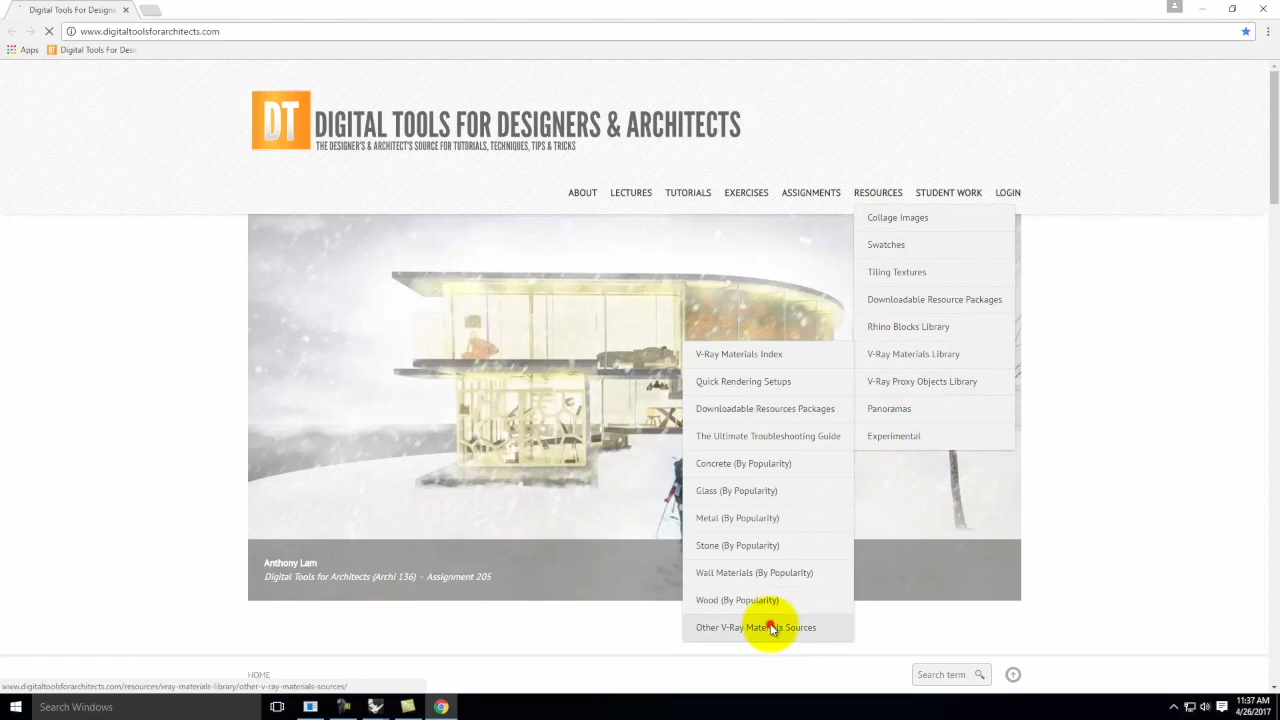 Digital Tools For Designe
www.digitaltoolsforarchitects.com
Apps
Digital Tools For Desi
DT
DIGITAL TOOLS FOR DESIGNERS & ARCHITECTS
THE DESIGNER'S & ARCHITECT'S SOURCE FOR TUTORIALS, TECHNIQUES, TIPS & TRICKS
ABOUT LECTURES TUTORIALS EXERCISES ASSIGNMENTS RESOURCES STUDENT WORK LOGIN
Collage Images
Swatches
Tiling Textures
Downloadable Resource Packages
Rhino Blocks Library
V-Ray Materials Library
V-Ray Proxy Objects Library
Panoramas
Experimental
V-Ray Materials Index
Quick Rendering Setups
Downloadable Resources Packages
The Ultimate Troubleshooting Guide
Concrete (By Popularity)
Glass (By Popularity)
Metal (By Popularity)
Stone (By Popularity)
Wall Materials (By Popularity)
Wood (By Popularity)
Other V-Ray Materials Sources
Anthony Lam
Digital Tools for Architects (Archi 136) – Assignment 205
HOME
Search term
www.digitaltoolsforarchitects.com/resources/vray-materials-library/other-v-ray-materials-sources/
Search Windows
11:37 AM
4/26/2017